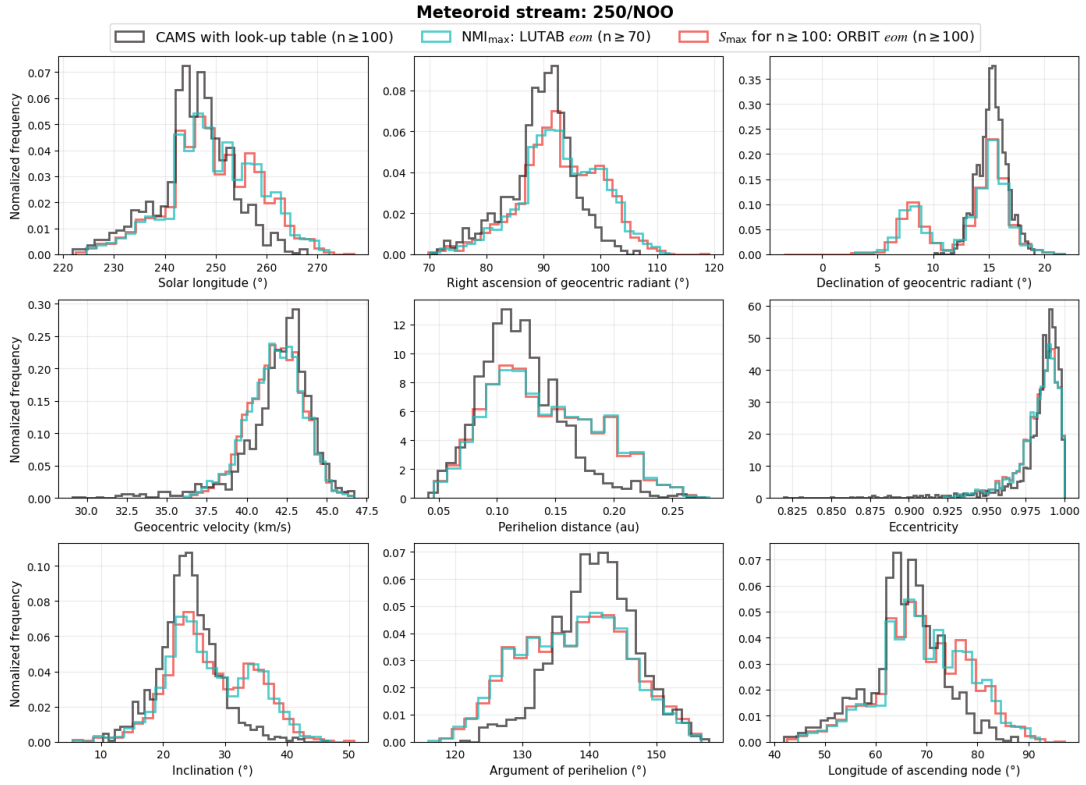 Meteoroid stream: 250/NOO
CAMS with look-up table (n ≥ 100)
NMImax: LUTAB eom (n ≥ 70)
Smax for n ≥ 100: ORBIT eom (n ≥ 100)
Nomalized frequency
0.00 0.01 0.02 0.03 0.04 0.05 0.06 0.07
220 230 240 250 260 270
Solar longitude (°)
0.00 0.02 0.04 0.06 0.08
70 80 90 100 110 120
Right ascension of geocentric radiant (°)
0.00 0.05 0.10 0.15 0.20 0.25 0.30 0.35
0 5 10 15 20
Declination of geocentric radiant (°)
Nomalized frequency
0.00 0.05 0.10 0.15 0.20 0.25 0.30
30.0 32.5 35.0 37.5 40.0 42.5 45.0 47.5
Geocentric velocity (km/s)
0 2 4 6 8 10 12
0.05 0.10 0.15 0.20 0.25
Perihelion distance (au)
0 10 20 30 40 50 60
0.825 0.850 0.875 0.900 0.925 0.950 0.975 1.000
Eccentricity
Nomalized frequency
0.00 0.02 0.04 0.06 0.08 0.10
10 20 30 40 50
Inclination (°)
0.00 0.01 0.02 0.03 0.04 0.05 0.06 0.07
120 130 140 150
Argument of perihelion (°)
0.00 0.01 0.02 0.03 0.04 0.05 0.06 0.07
40 50 60 70 80 90
Longitude of ascending node (°)